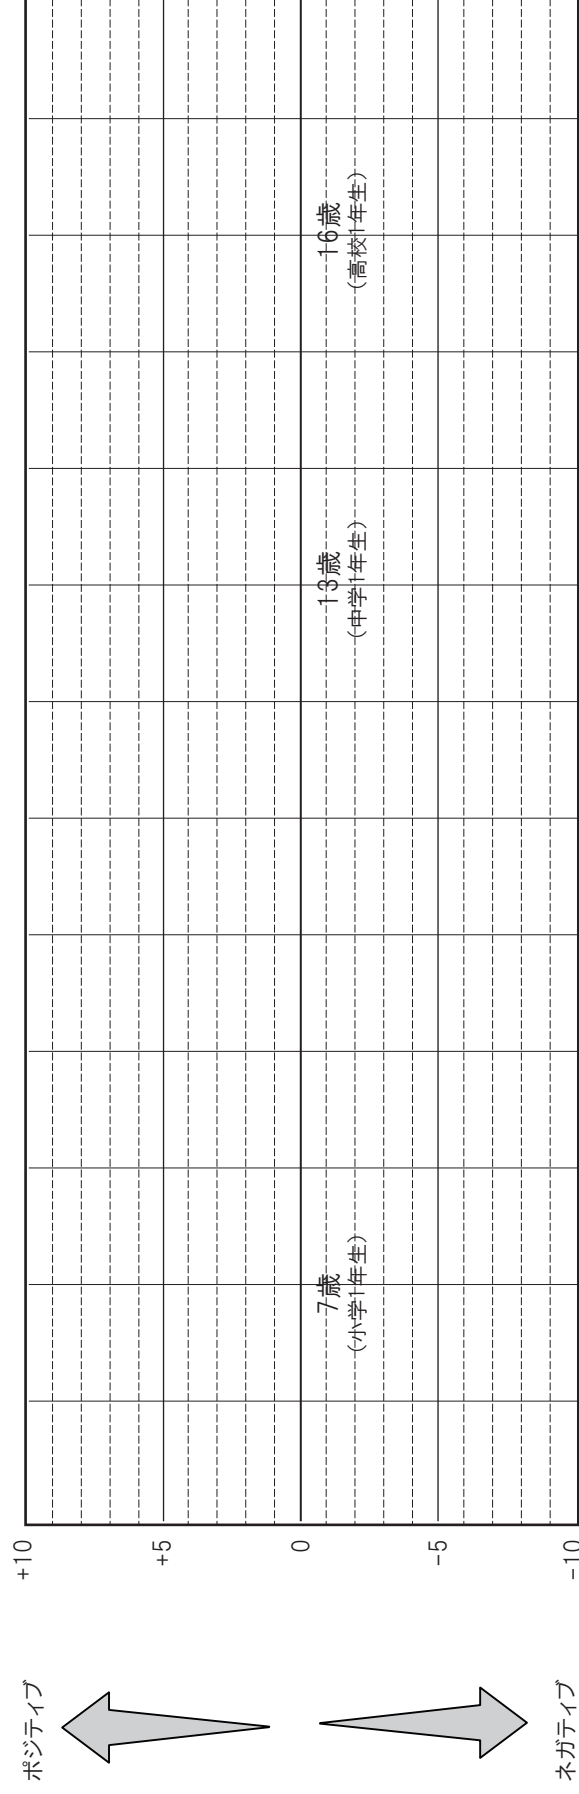 ポジティブ
ネガティブ
+10
+5
0
-5
-10
7歳
(小学1年生)
13歳
(中学1年生)
16歳
(高校1年生)